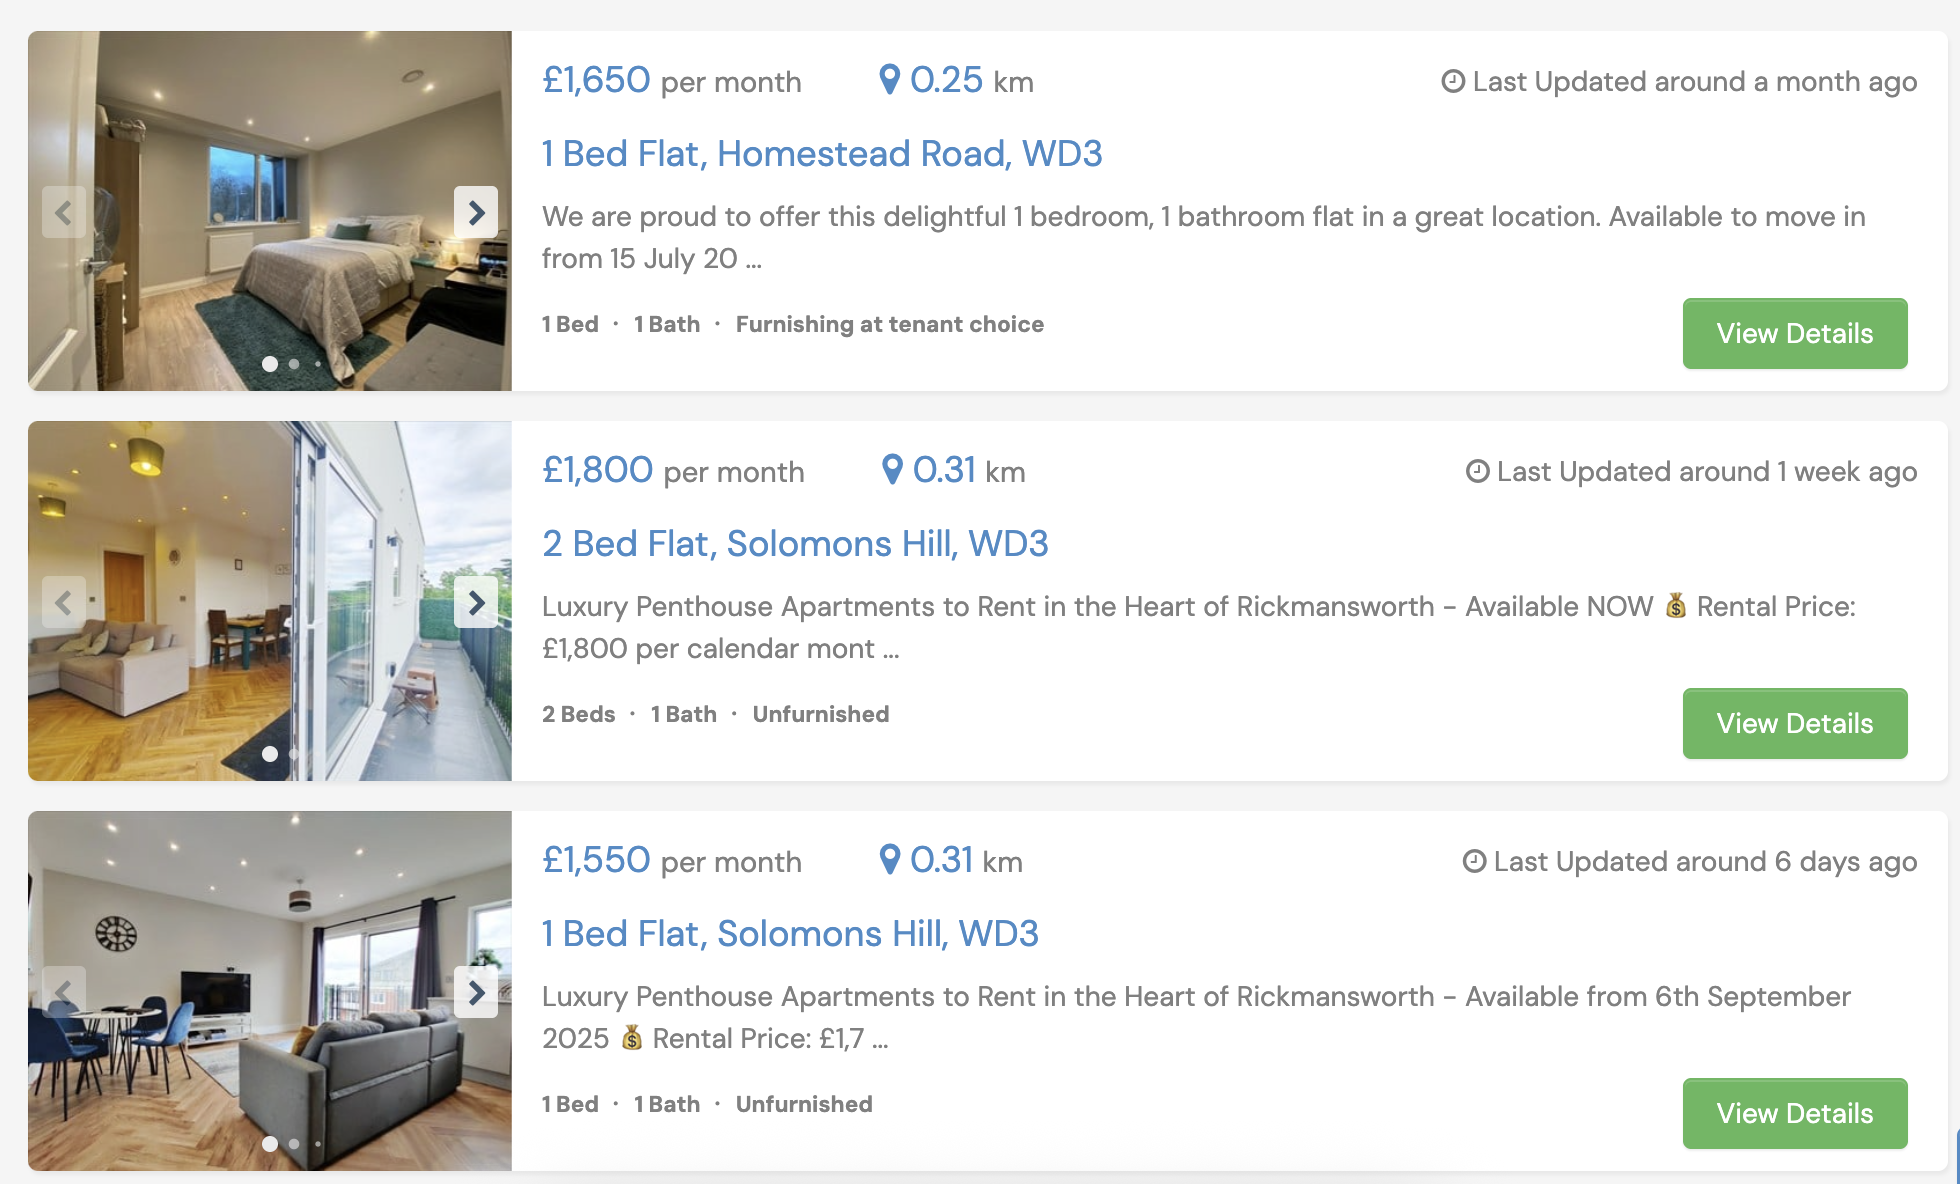 £1,650 per month 0.25 km Last Updated around a month ago
1 Bed Flat, Homestead Road, WD3
We are proud to offer this delightful 1 bedroom, 1 bathroom flat in a great location. Available to move in
from 15 July 20 ...
1 Bed · 1 Bath · Furnishing at tenant choice
View Details
£1,800 per month 0.31 km Last Updated around 1 week ago
2 Bed Flat, Solomons Hill, WD3
Luxury Penthouse Apartments to Rent in the Heart of Rickmansworth – Available NOW 💰 Rental Price:
£1,800 per calendar mont ...
2 Beds · 1 Bath · Unfurnished
View Details
£1,550 per month 0.31 km Last Updated around 6 days ago
1 Bed Flat, Solomons Hill, WD3
Luxury Penthouse Apartments to Rent in the Heart of Rickmansworth – Available from 6th September
2025 💰 Rental Price: £1,7 ...
1 Bed · 1 Bath · Unfurnished
View Details